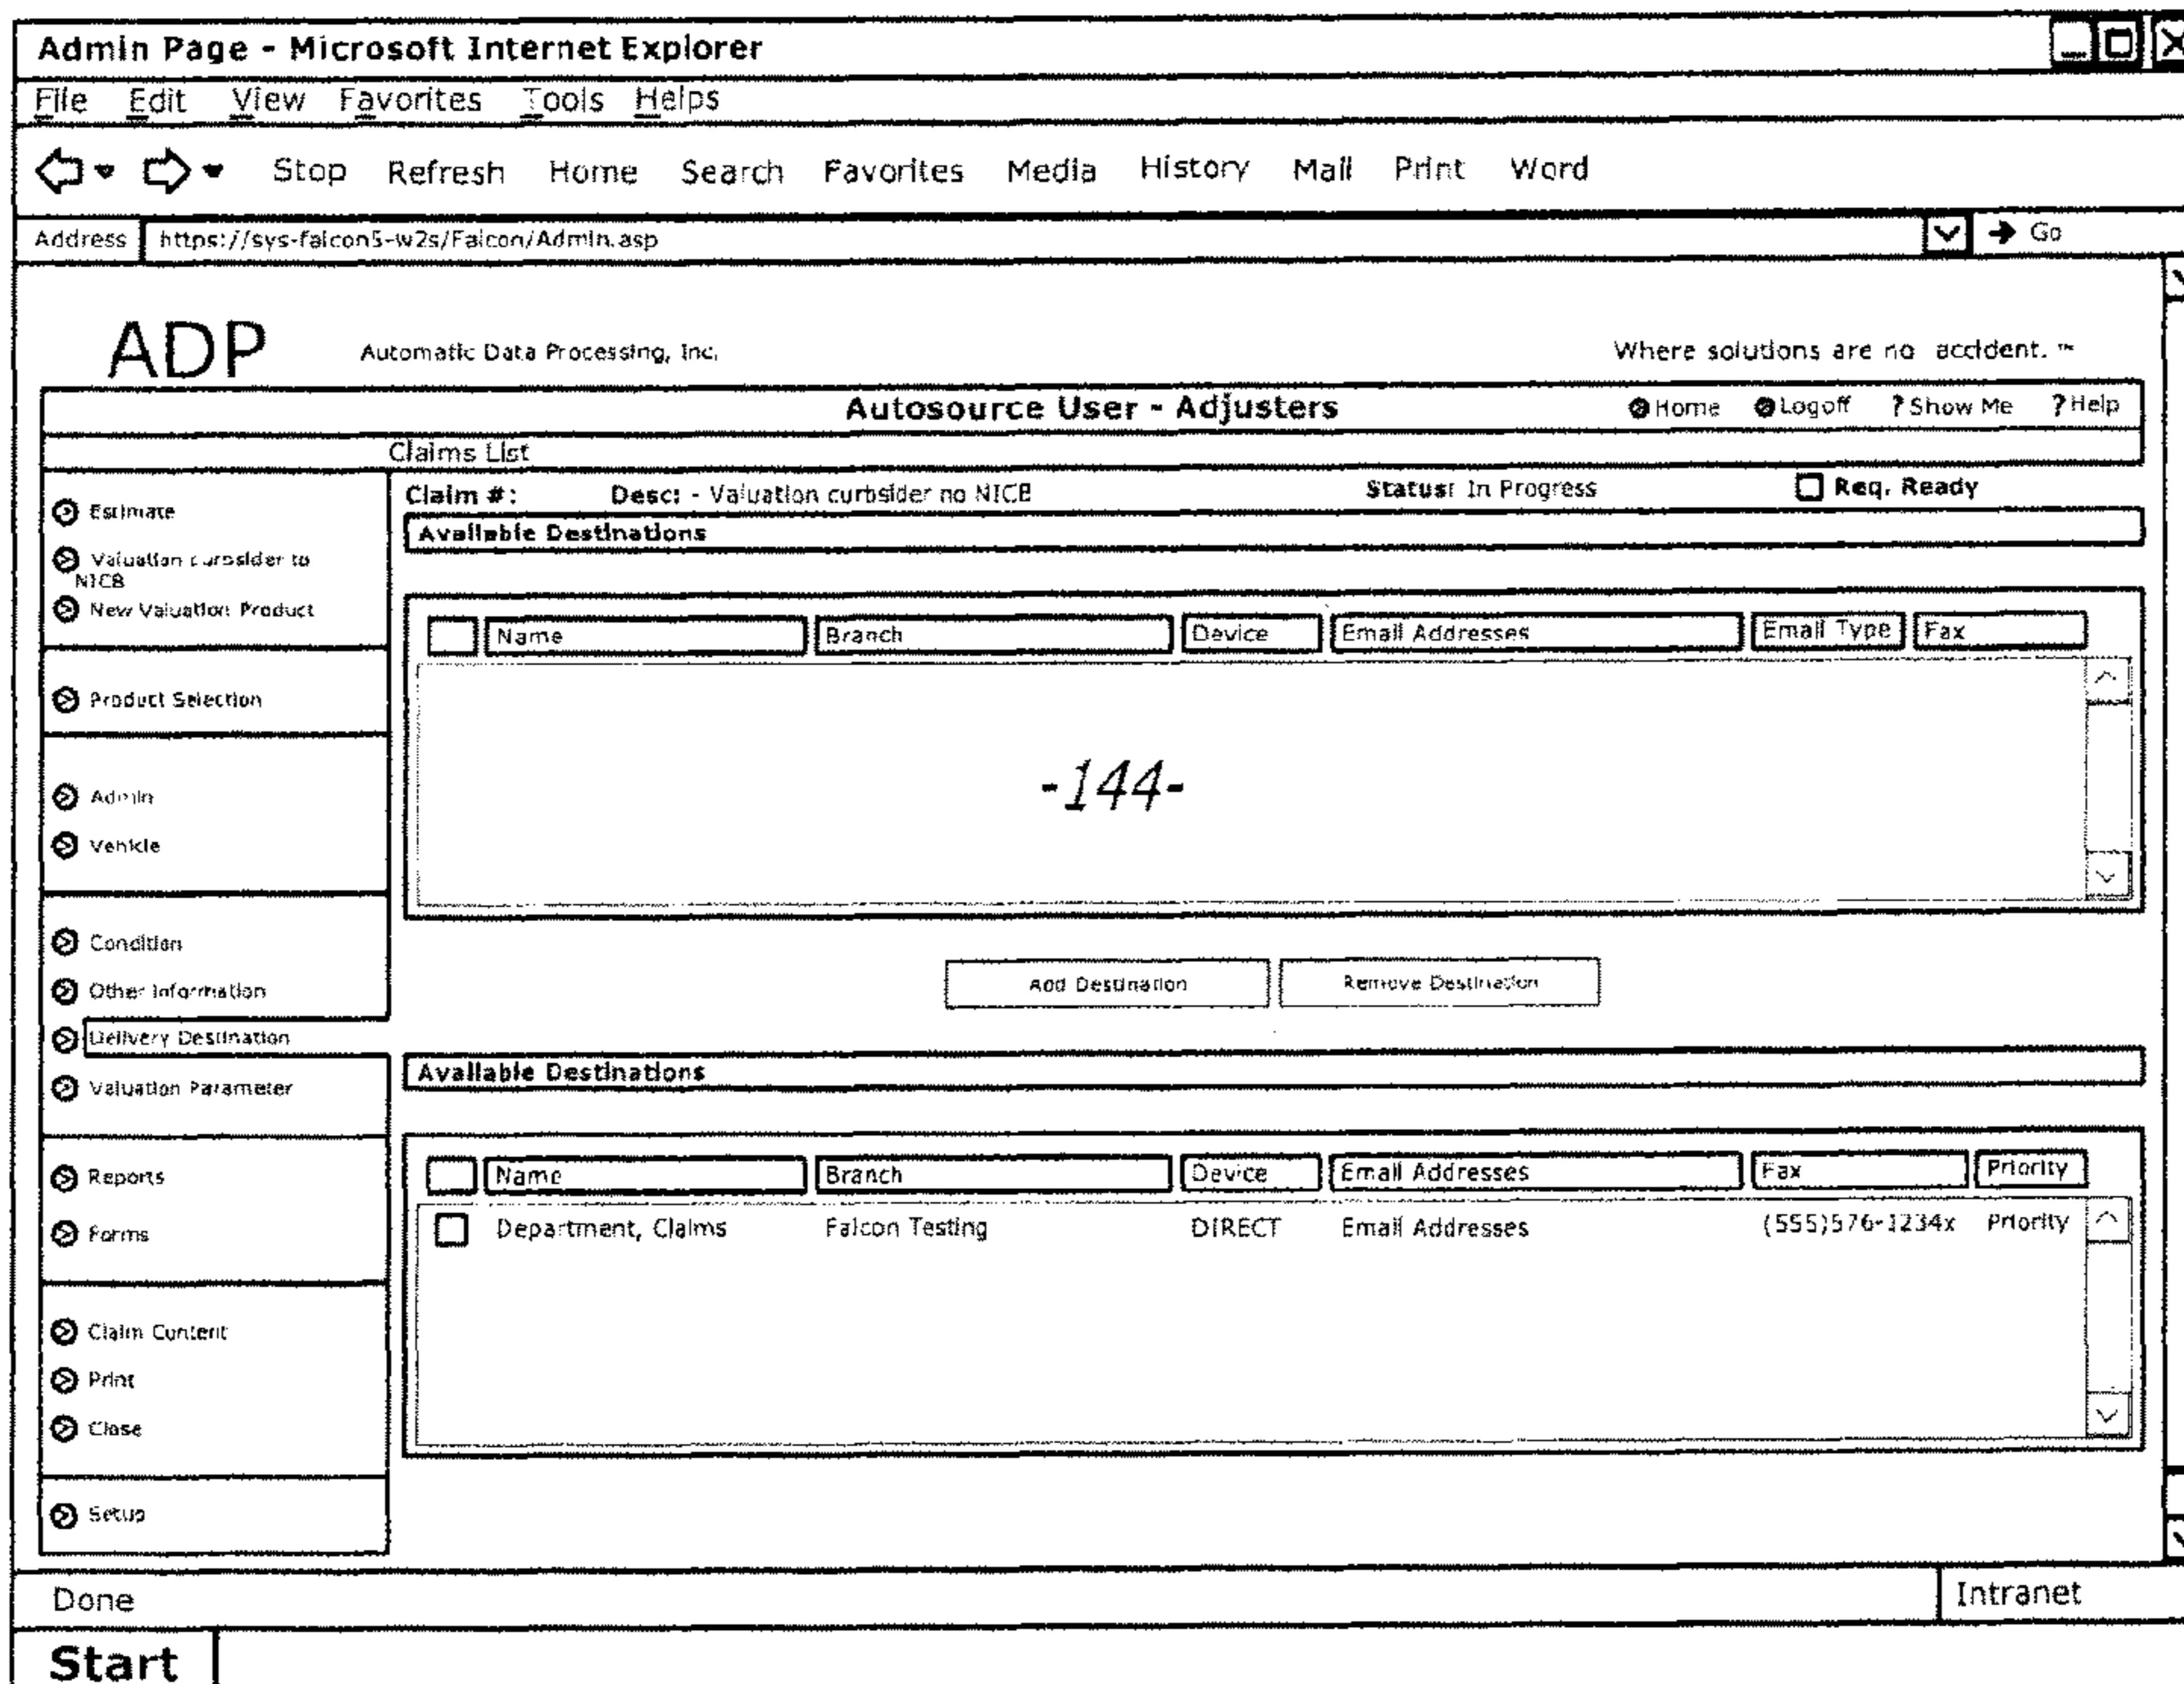 Admin Page - Microsoft Internet Explorer
File Edit View Favorites Tools Helps
Stop Refresh Home Search Favorites Media History Mail Print Word
Address https://sys-falcon5-w2s/Falcon/Admin.asp Go
ADP Automatic Data Processing, Inc. Where solutions are no accident. ™
Autosource User - Adjusters Home Logoff ? Show Me ? Help
Claims List
Claim #: Desc: - Valuation curbsider no NICB Status: In Progress Req. Ready
Available Destinations
Name Branch Device Email Addresses Email Type Fax
-144-
Add Destination Remove Destination
Available Destinations
Name Branch Device Email Addresses Fax Priority
Department, Claims Falcon Testing DIRECT Email Addresses (555)576-1234x Priority
Estimate
Valuation curbsider to
NICB
New Valuation Product
Product Selection
Admin
Vehicle
Condition
Other Information
Delivery Destination
Valuation Parameter
Reports
Forms
Claim Content
Print
Close
Setup
Done Intranet
Start